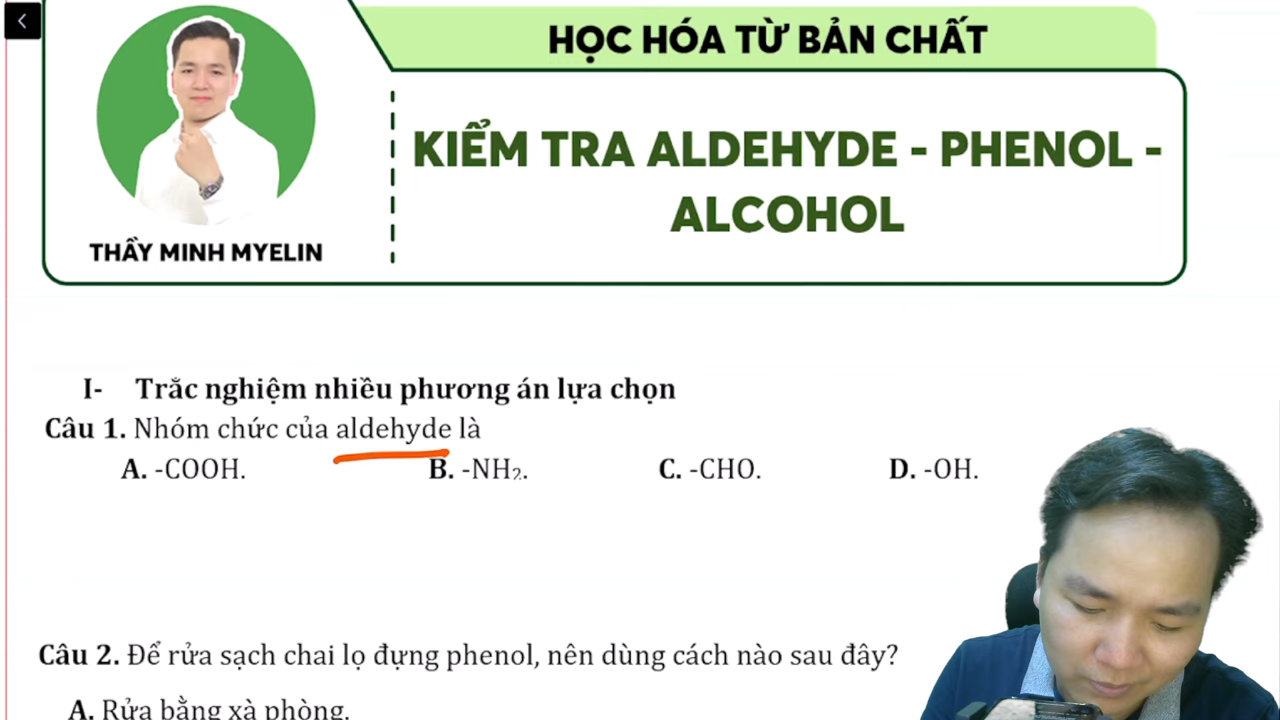 HỌC HÓA TỪ BẢN CHẤT
KIỂM TRA ALDEHYDE - PHENOL -
ALCOHOL
THẦY MINH MYELIN
I- Trắc nghiệm nhiều phương án lựa chọn
Câu 1. Nhóm chức của aldehyde là
A. -COOH. B. -NH₂. C. -CHO. D. -OH.
Câu 2. Để rửa sạch chai lọ đựng phenol, nên dùng cách nào sau đây?
A. Rửa bằng xà phòng.